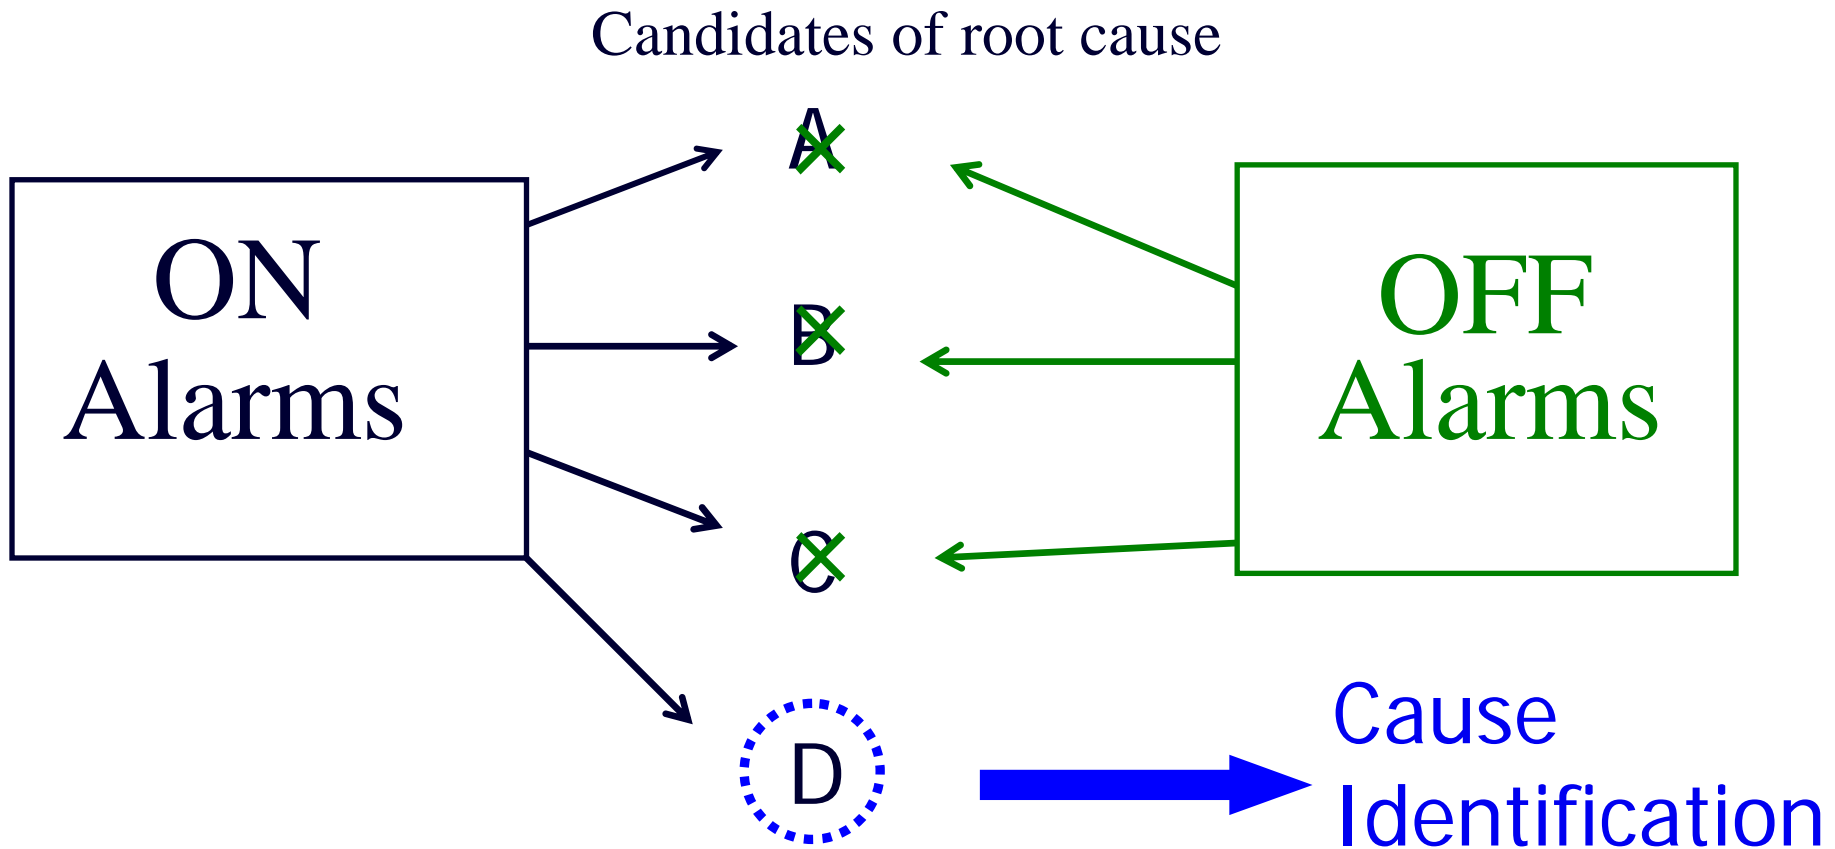 Candidates of root cause
ON
Alarms
A
B
C
D
OFF
Alarms
Cause
Identification